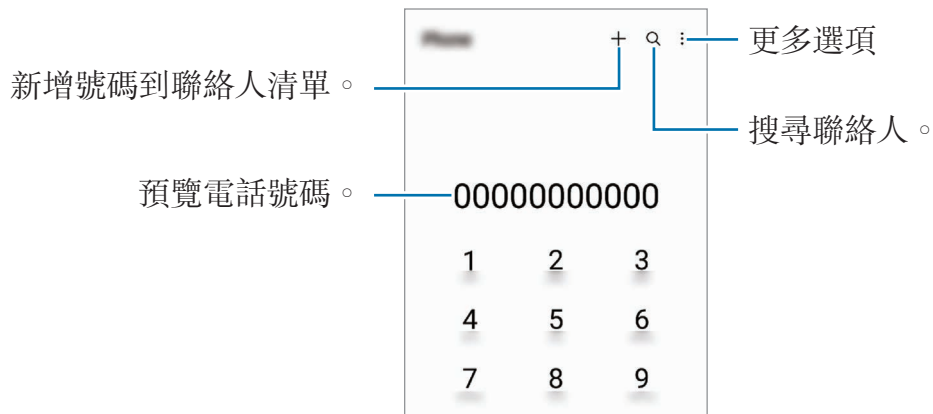 Phone
更多選項
新增號碼到聯絡人清單。
搜尋聯絡人。
預覽電話號碼。
00000000000
1 2 3
4 5 6
7 8 9